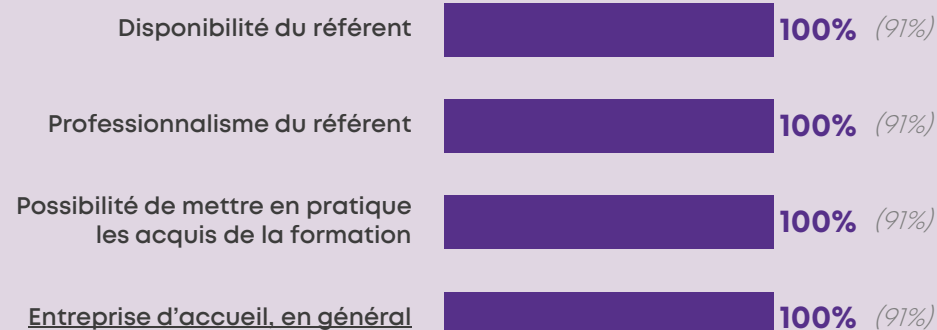 Disponibilité du référent 100% (91%)
Professionnalisme du référent 100% (91%)
Possibilité de mettre en pratique
les acquis de la formation 100% (91%)
Entreprise d'accueil, en général 100% (91%)